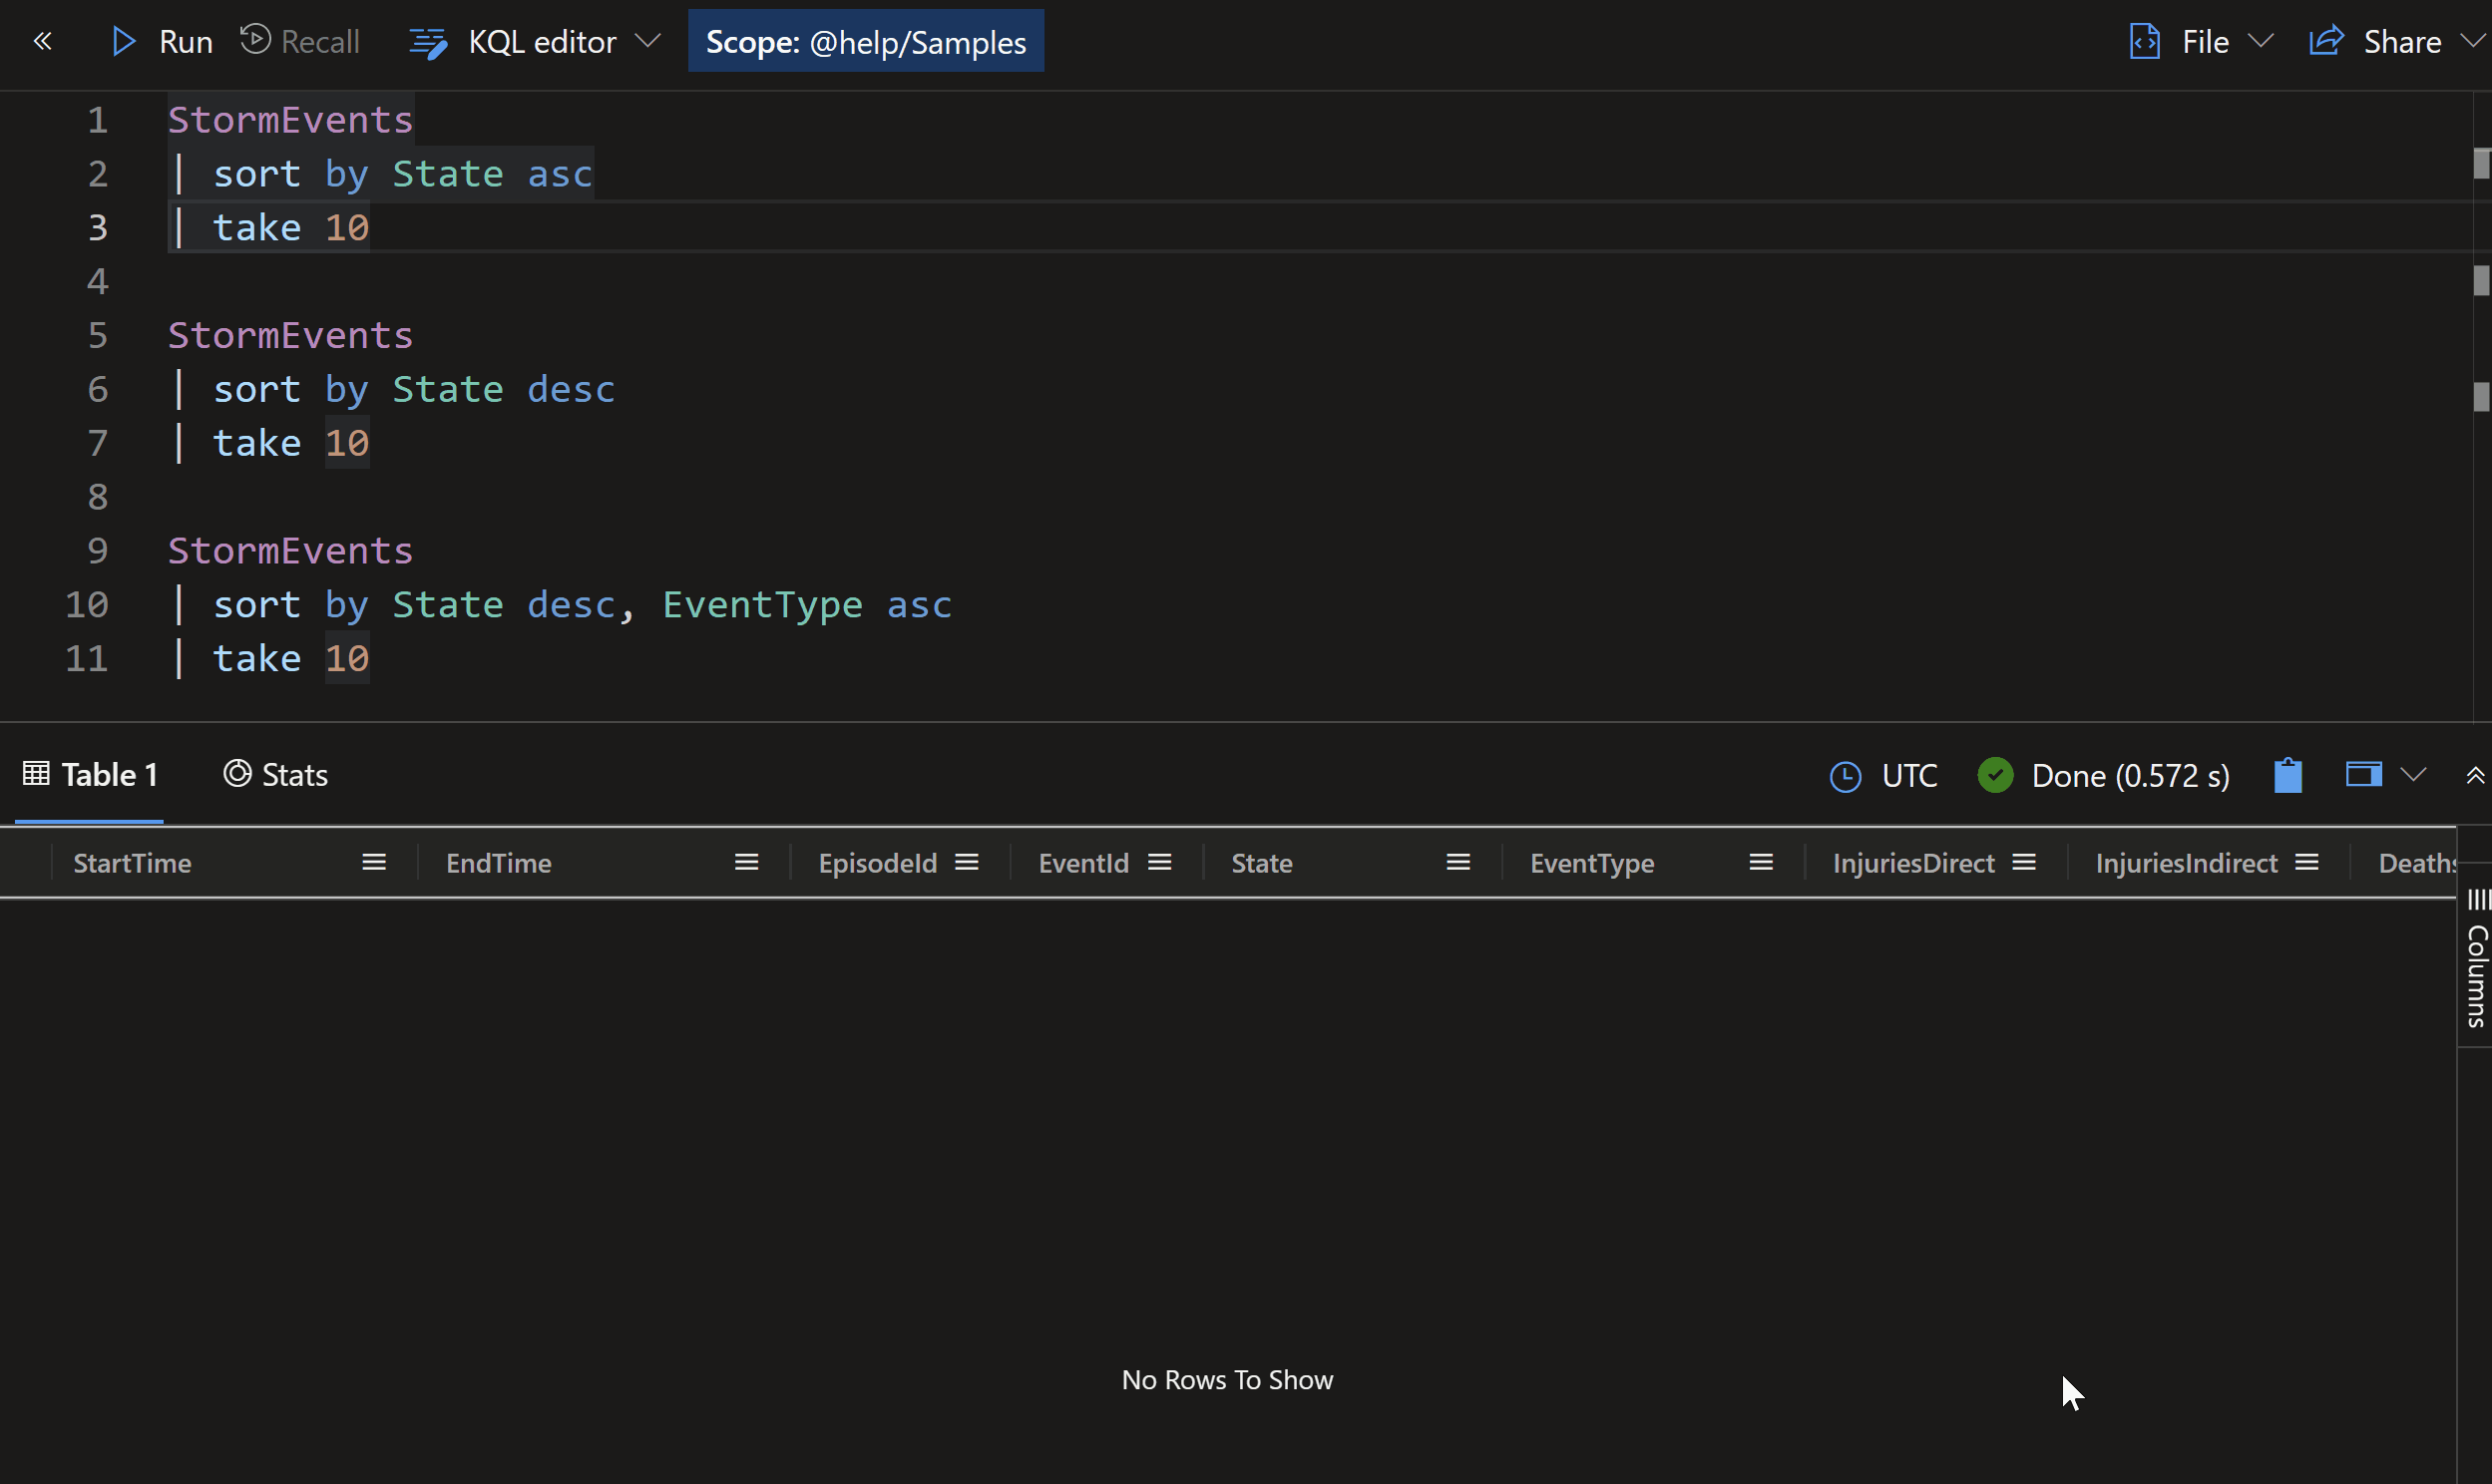 Run Recall KQL editor Scope: @help/Samples File Share
1 StormEvents
2 | sort by State asc
3 | take 10
4
5 StormEvents
6 | sort by State desc
7 | take 10
8
9 StormEvents
10 | sort by State desc, EventType asc
11 | take 10
Table 1 Stats UTC Done (0.572 s)
StartTime EndTime EpisodeId EventId State EventType InjuriesDirect InjuriesIndirect Deaths
Columns
No Rows To Show